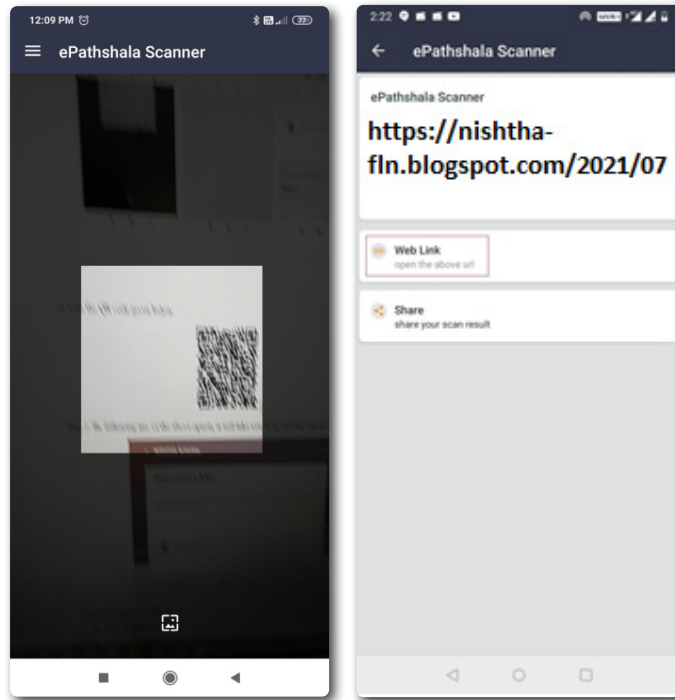 12:09 PM
77
ePathshala Scanner
2:22
ePathshala Scanner
ePathshala Scanner
https://nishtha-
fln.blogspot.com/2021/07
Web Link
open the above url
Share
share your scan result